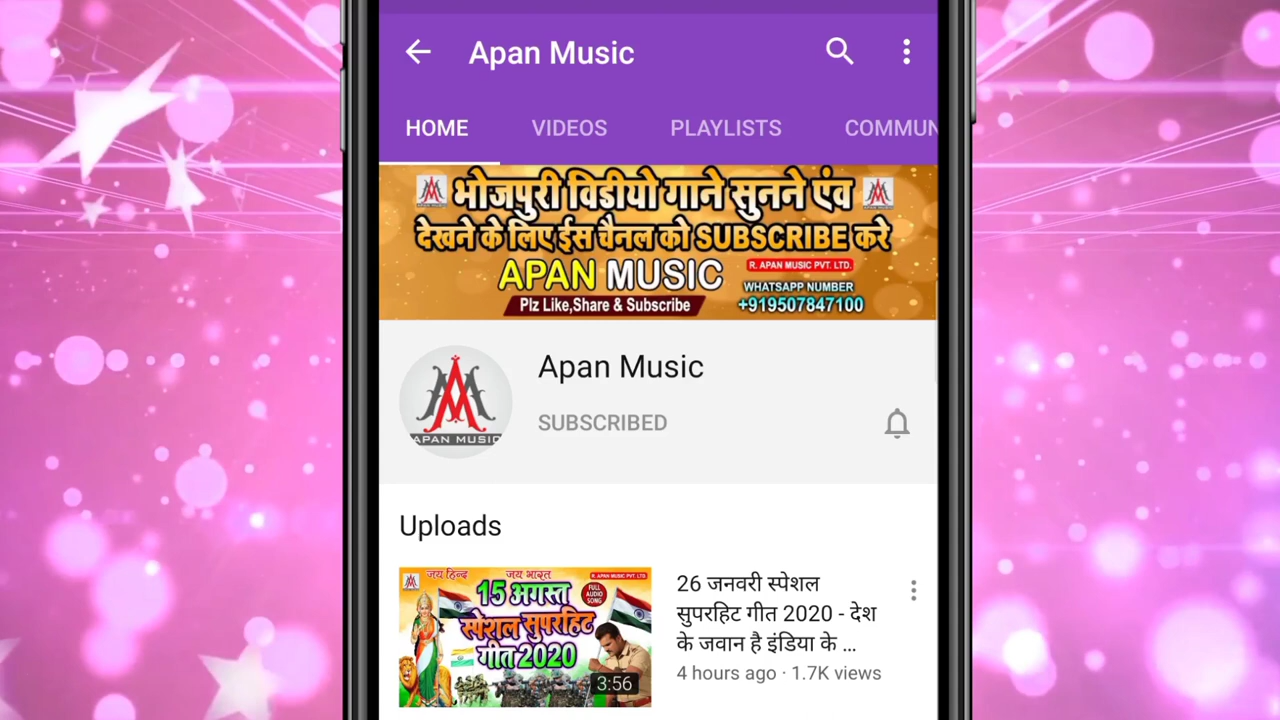 Apan Music
HOME VIDEOS PLAYLISTS COMMUN
भोजपुरी विडीयो गाने सुनने एंव
देखने के लिए ईस चैनल को SUBSCRIBE करे
APAN MUSIC
R. APAN MUSIC PVT. LTD.
WHATSAPP NUMBER
+919507847100
Plz Like,Share & Subscribe
Apan Music
SUBSCRIBED
APAN MUSIC
Uploads
जय हिन्द जय भारत
R. APAN MUSIC PVT. LTD
15 अगस्त
FULL
AUDIO
SONG
स्पेशल सुपरहिट
गीत 2020
3:56
26 जनवरी स्पेशल
सुपरहिट गीत 2020 - देश
के जवान है इंडिया के ...
4 hours ago · 1.7K views